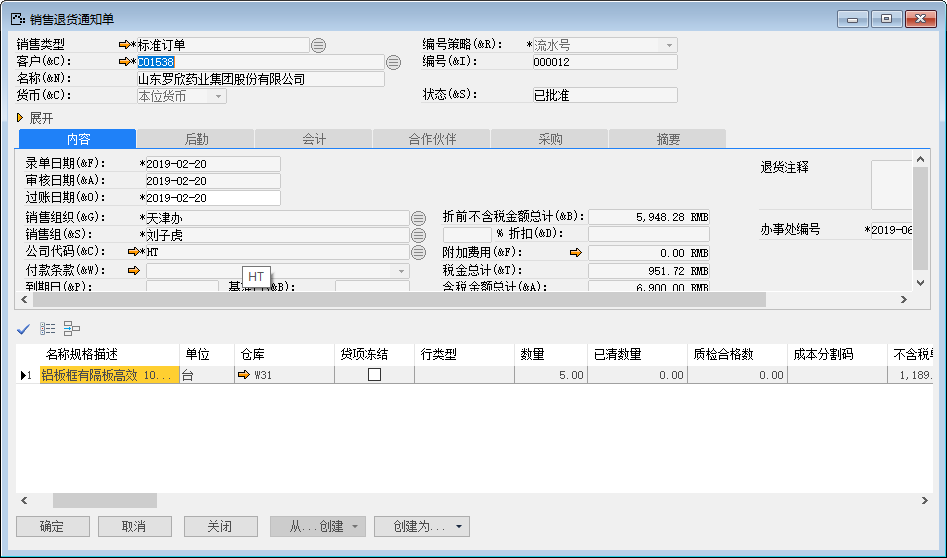 销售退货通知单
销售类型 *标准订单 编号策略(&R): *流水号
客户(&C): *C01538 编号(&I): 000012
名称(&N): 山东罗欣药业集团股份有限公司
货币(&C): 本位货币 状态(&S): 已批准
展开
内容 后勤 会计 合作伙伴 采购 摘要
录单日期(&F): *2019-02-20 退货注释
审核日期(&A): 2019-02-20
过账日期(&O): *2019-02-20
销售组织(&G): *天津办 折前不含税金额总计(&B): 5,948.28 RMB
销售组(&S): *刘子虎 % 折扣(&D): 办事处编号 *2019-06
公司代码(&C): *HT 附加费用(&F): 0.00 RMB
付款条款(&W): 税金总计(&T): 951.72 RMB
HT
到期日(&P): 含税金额总计(&A): 6,900.00 RMB
名称规格描述 单位 仓库 贷项冻结 行类型 数量 已清数量 质检合格数 成本分割码 不含税单
1 铝板框有隔板高效 10... 台 W31 5.00 0.00 0.00 1,189.
确定 取消 关闭 从...创建 创建为...